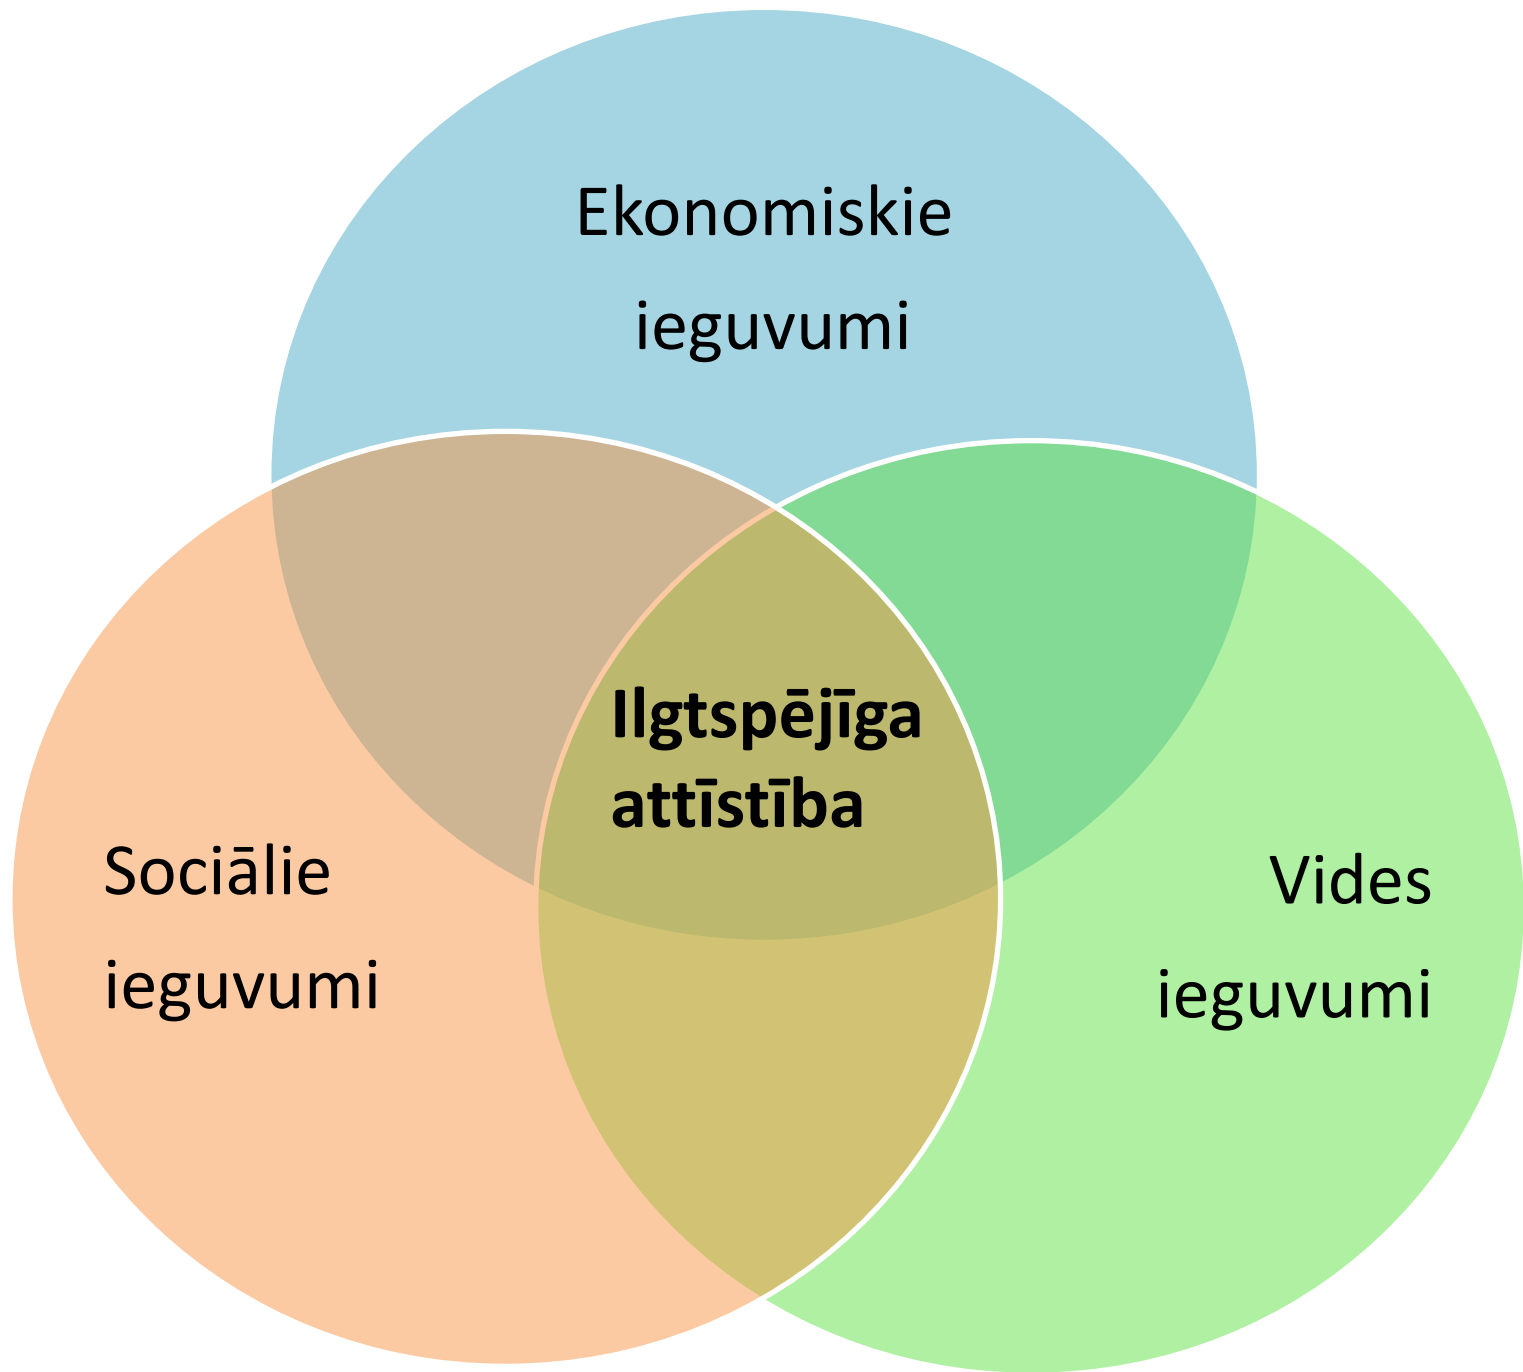 Ekonomiskie
ieguvumi
Ilgtspējīga
attīstība
Sociālie
ieguvumi
Vides
ieguvumi